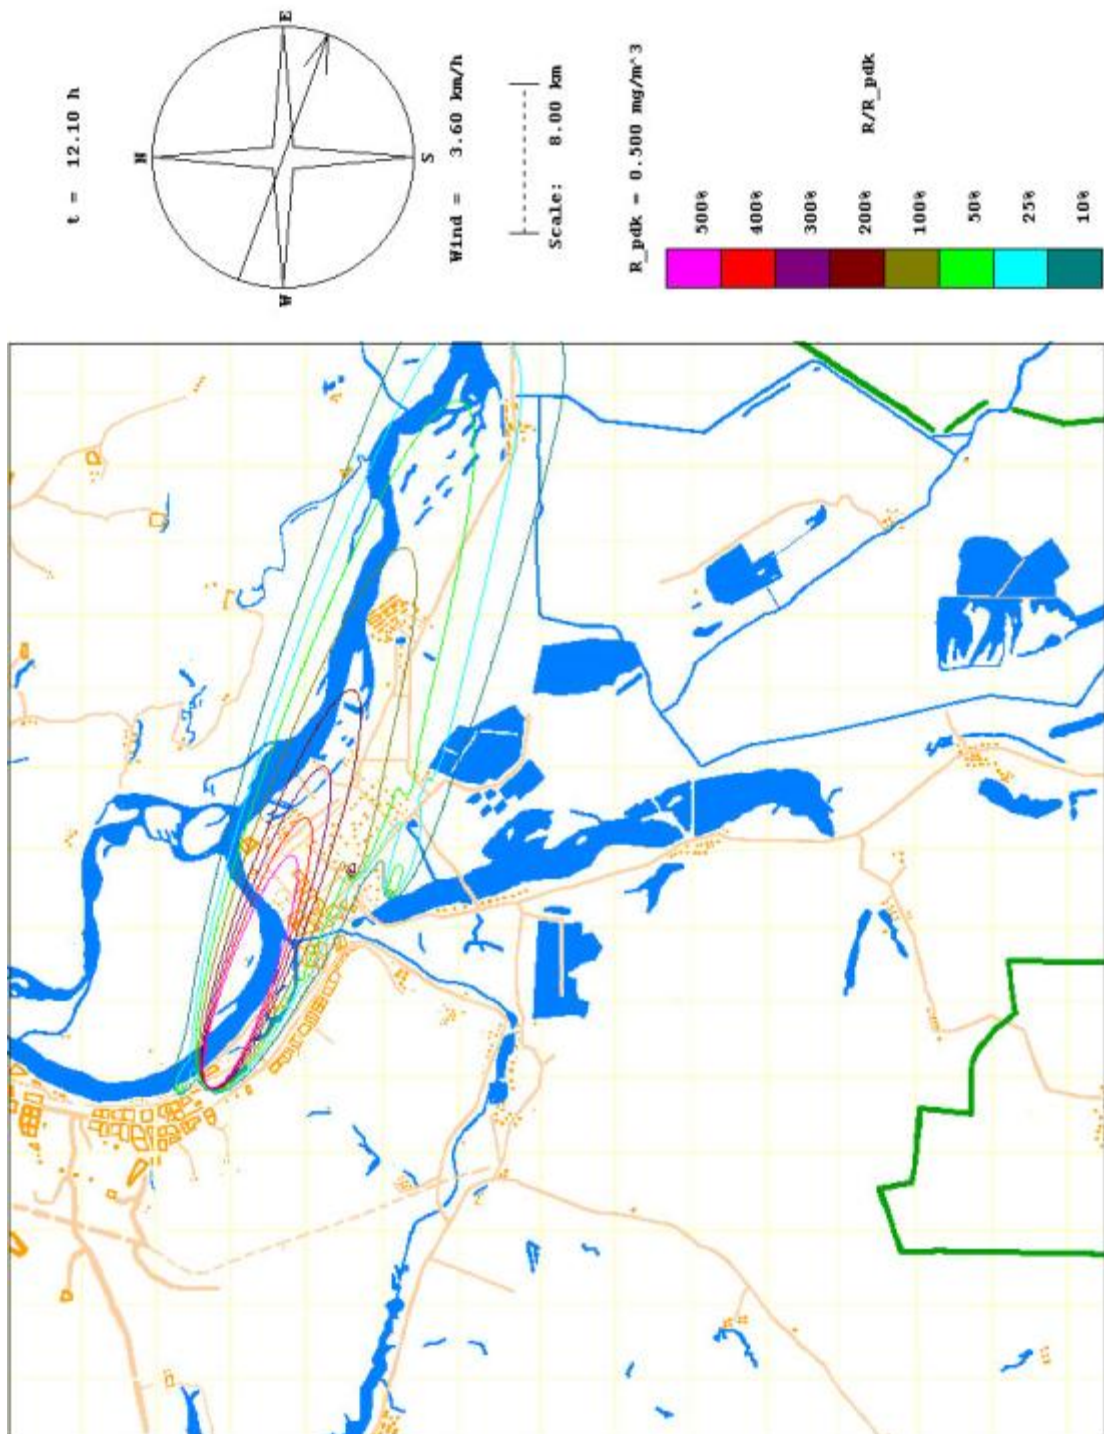 t = 12.10 h
N
E
W
S
Wind = 3.60 km/h
Scale: 8.00 km
R_pdk = 0.500 mg/m^3
R/R_pdk
500%
400%
300%
200%
100%
50%
25%
10%